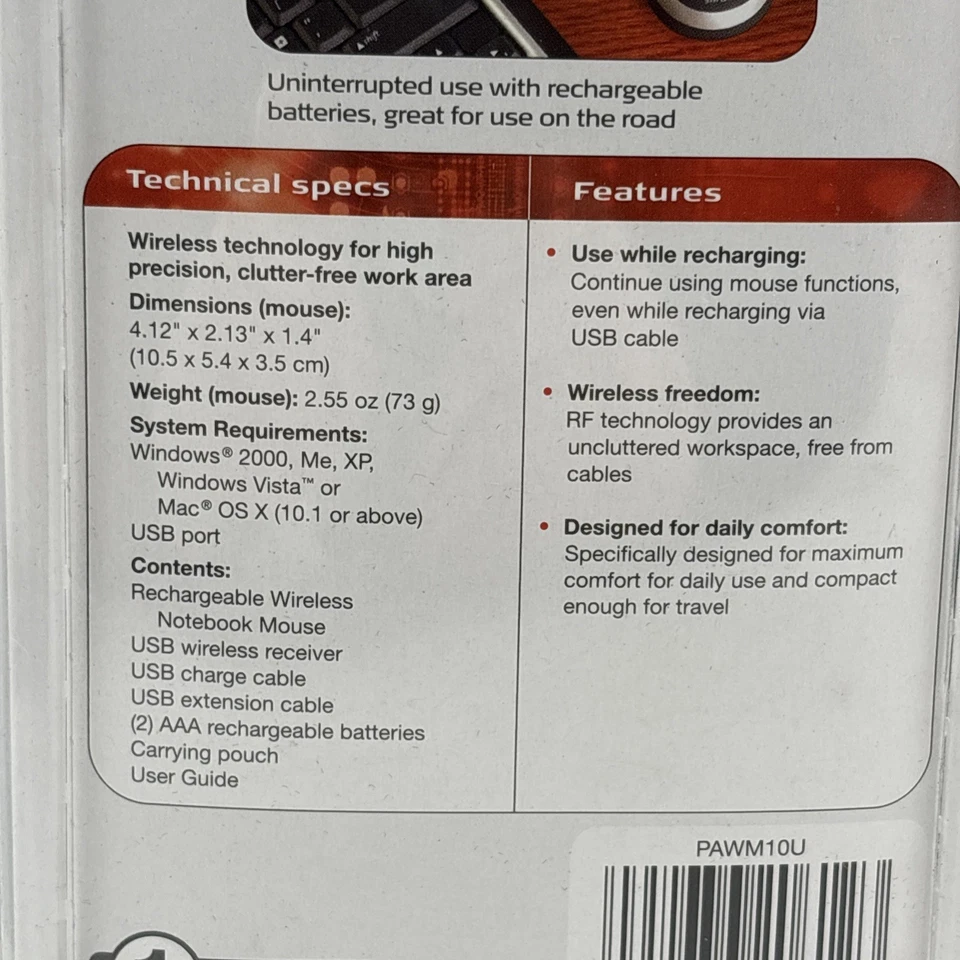 shift
Uninterrupted use with rechargeable
batteries, great for use on the road
Technical specs
Wireless technology for high
precision, clutter-free work area
Dimensions (mouse):
4.12" x 2.13" x 1.4"
(10.5 x 5.4 x 3.5 cm)
Weight (mouse): 2.55 oz (73 g)
System Requirements:
Windows® 2000, Me, XP,
Windows Vista™ or
Mac® OS X (10.1 or above)
USB port
Contents:
Rechargeable Wireless
Notebook Mouse
USB wireless receiver
USB charge cable
USB extension cable
(2) AAA rechargeable batteries
Carrying pouch
User Guide
Features
• Use while recharging:
Continue using mouse functions,
even while recharging via
USB cable
• Wireless freedom:
RF technology provides an
uncluttered workspace, free from
cables
• Designed for daily comfort:
Specifically designed for maximum
comfort for daily use and compact
enough for travel
PAWM10U
1